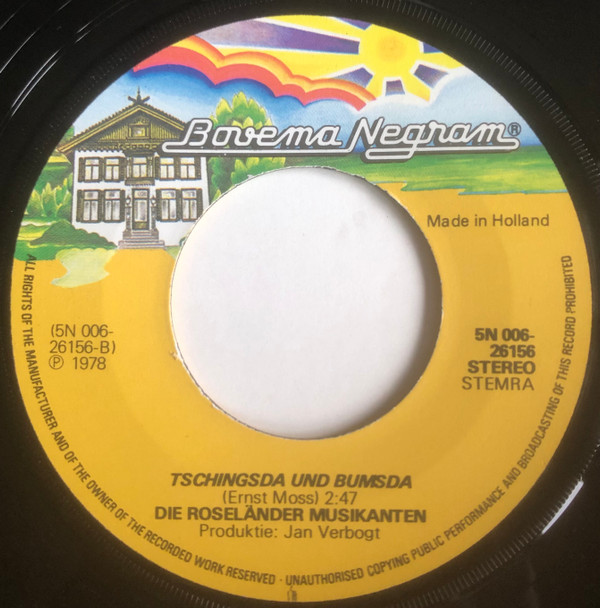 Bovema Negram®
Made in Holland
(5N 006-
26156-B)
Ⓟ 1978
5N 006-
26156
STEREO
STEMRA
TSCHINGSDA UND BUMSDA
(Ernst Moss) 2:47
DIE ROSELÄNDER MUSIKANTEN
Produktie: Jan Verbogt
ALL RIGHTS OF THE MANUFACTURER AND OF THE OWNER OF THE RECORDED WORK RESERVED · UNAUTHORISED COPYING PUBLIC PERFORMANCE AND BROADCASTING OF THIS RECORD PROHIBITED